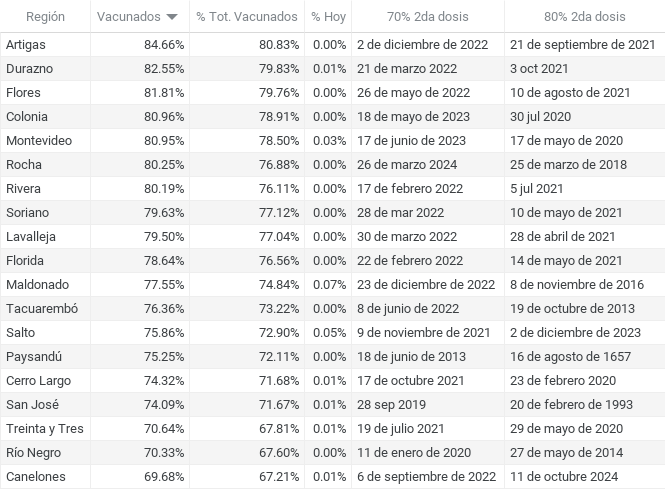 Región Vacunados % Tot. Vacunados % Hoy 70% 2da dosis 80% 2da dosis
Artigas 84.66% 80.83% 0.00% 2 de diciembre de 2022 21 de septiembre de 2021
Durazno 82.55% 79.83% 0.01% 21 de marzo 2022 3 oct 2021
Flores 81.81% 79.76% 0.00% 26 de mayo de 2022 10 de agosto de 2021
Colonia 80.96% 78.91% 0.00% 18 de mayo de 2023 30 jul 2020
Montevideo 80.95% 78.50% 0.03% 17 de junio de 2023 17 de mayo de 2020
Rocha 80.25% 76.88% 0.00% 26 de marzo 2024 25 de marzo de 2018
Rivera 80.19% 76.11% 0.00% 17 de febrero 2022 5 jul 2021
Soriano 79.63% 77.12% 0.00% 28 de mar 2022 10 de mayo de 2021
Lavalleja 79.50% 77.04% 0.00% 30 de marzo 2022 28 de abril de 2021
Florida 78.64% 76.56% 0.00% 22 de febrero 2022 14 de mayo de 2021
Maldonado 77.55% 74.84% 0.07% 23 de diciembre de 2022 8 de noviembre de 2016
Tacuarembó 76.36% 73.22% 0.00% 8 de junio de 2022 19 de octubre de 2013
Salto 75.86% 72.90% 0.05% 9 de noviembre de 2021 2 de diciembre de 2023
Paysandú 75.25% 72.11% 0.00% 18 de junio de 2013 16 de agosto de 1657
Cerro Largo 74.32% 71.68% 0.01% 17 de octubre 2021 23 de febrero 2020
San José 74.09% 71.67% 0.01% 28 sep 2019 20 de febrero de 1993
Treinta y Tres 70.64% 67.81% 0.01% 19 de julio 2021 29 de mayo de 2020
Río Negro 70.33% 67.60% 0.00% 11 de enero de 2020 27 de mayo de 2014
Canelones 69.68% 67.21% 0.01% 6 de septiembre de 2022 11 de octubre 2024